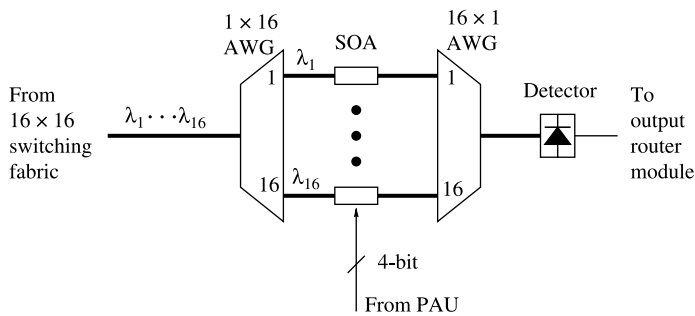 1 × 16
AWG
SOA
16 × 1
AWG
λ1
1
1
Detector
From
16 × 16
switching
fabric
λ1 · · · λ16
To
output
router
module
16
λ16
16
4-bit
From PAU